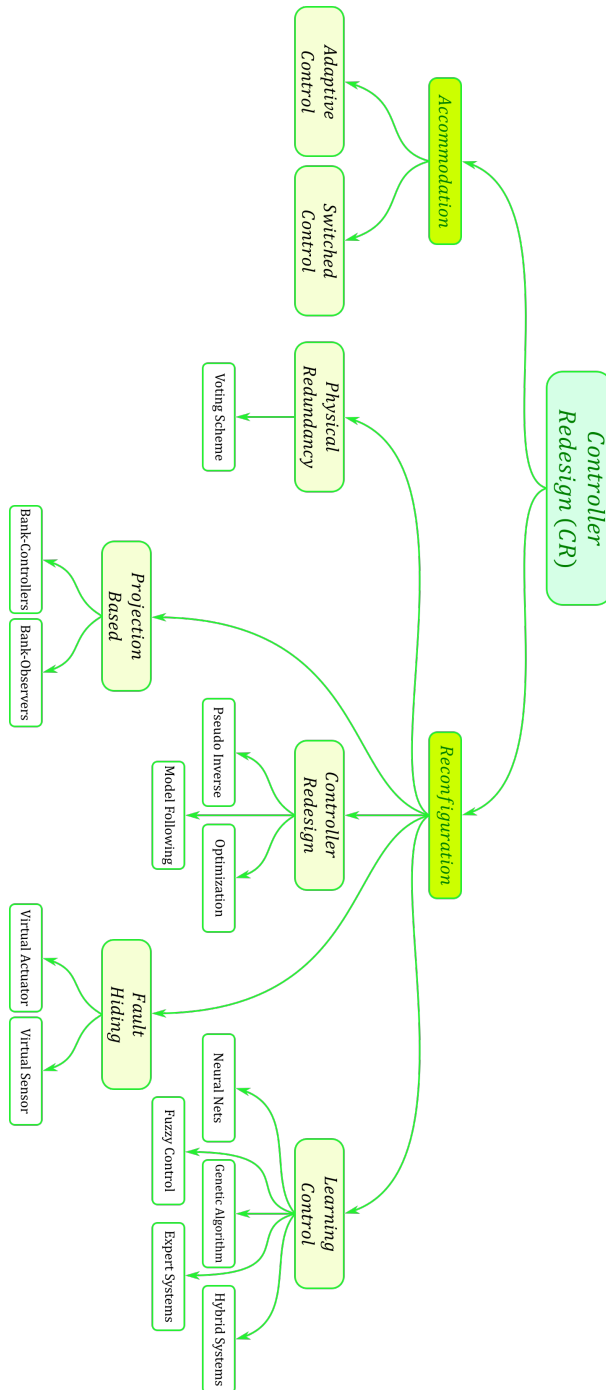 Controller
Redesign (CR)
Accommodation
Reconfiguration
Adaptive
Control
Switched
Control
Physical
Redundancy
Controller
Redesign
Learning
Control
Voting Scheme
Pseudo Inverse
Optimization
Neural Nets
Genetic Algorithm
Hybrid Systems
Model Following
Fuzzy Control
Expert Systems
Projection
Based
Fault
Hiding
Bank-Controllers
Bank-Observers
Virtual Actuator
Virtual Sensor